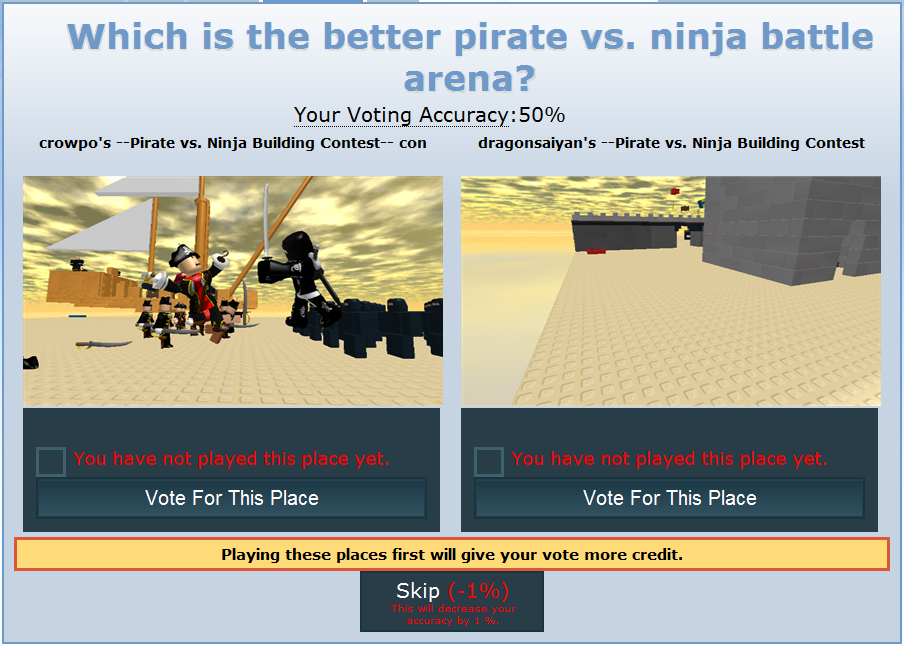 Which is the better pirate vs. ninja battle
arena?
Your Voting Accuracy:50%
crowpo's --Pirate vs. Ninja Building Contest-- con
dragonsaiyan's --Pirate vs. Ninja Building Contest
You have not played this place yet.
You have not played this place yet.
Vote For This Place
Vote For This Place
Playing these places first will give your vote more credit.
Skip (-1%)
This will decrease your
accuracy by 1 %.